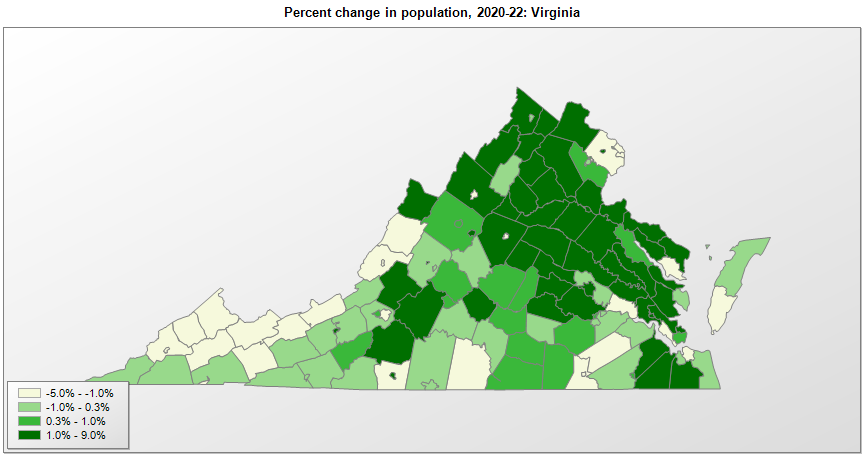 Percent change in population, 2020-22: Virginia
-5.0% - -1.0%
-1.0% - 0.3%
0.3% - 1.0%
1.0% - 9.0%